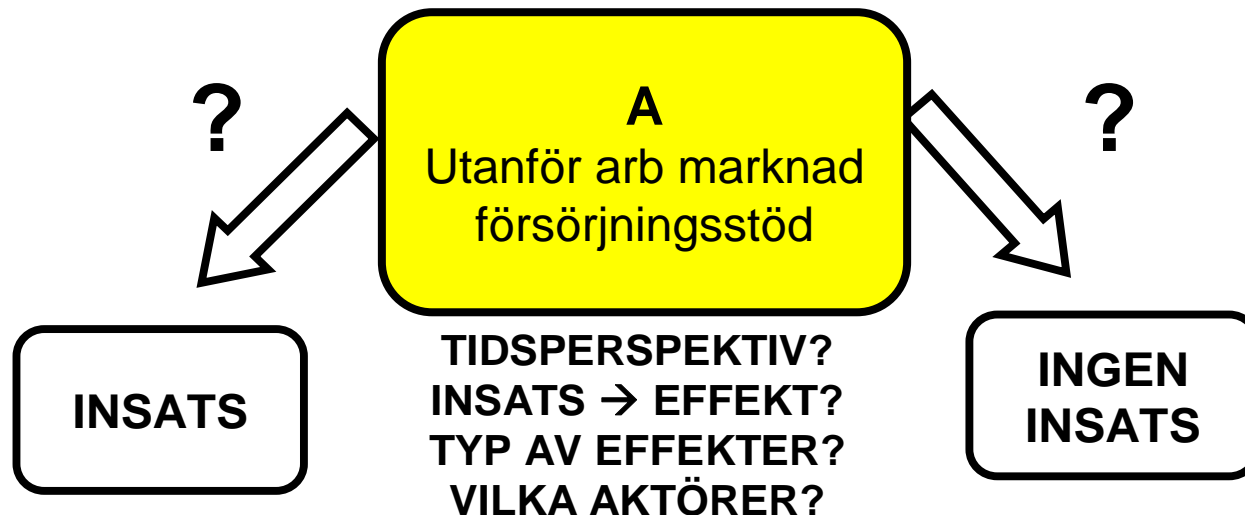 ?
?
A
Utanför arb marknad
försörjningsstöd
INSATS
TIDSPERSPEKTIV?
INSATS → EFFEKT?
TYP AV EFFEKTER?
VILKA AKTÖRER?
INGEN
INSATS